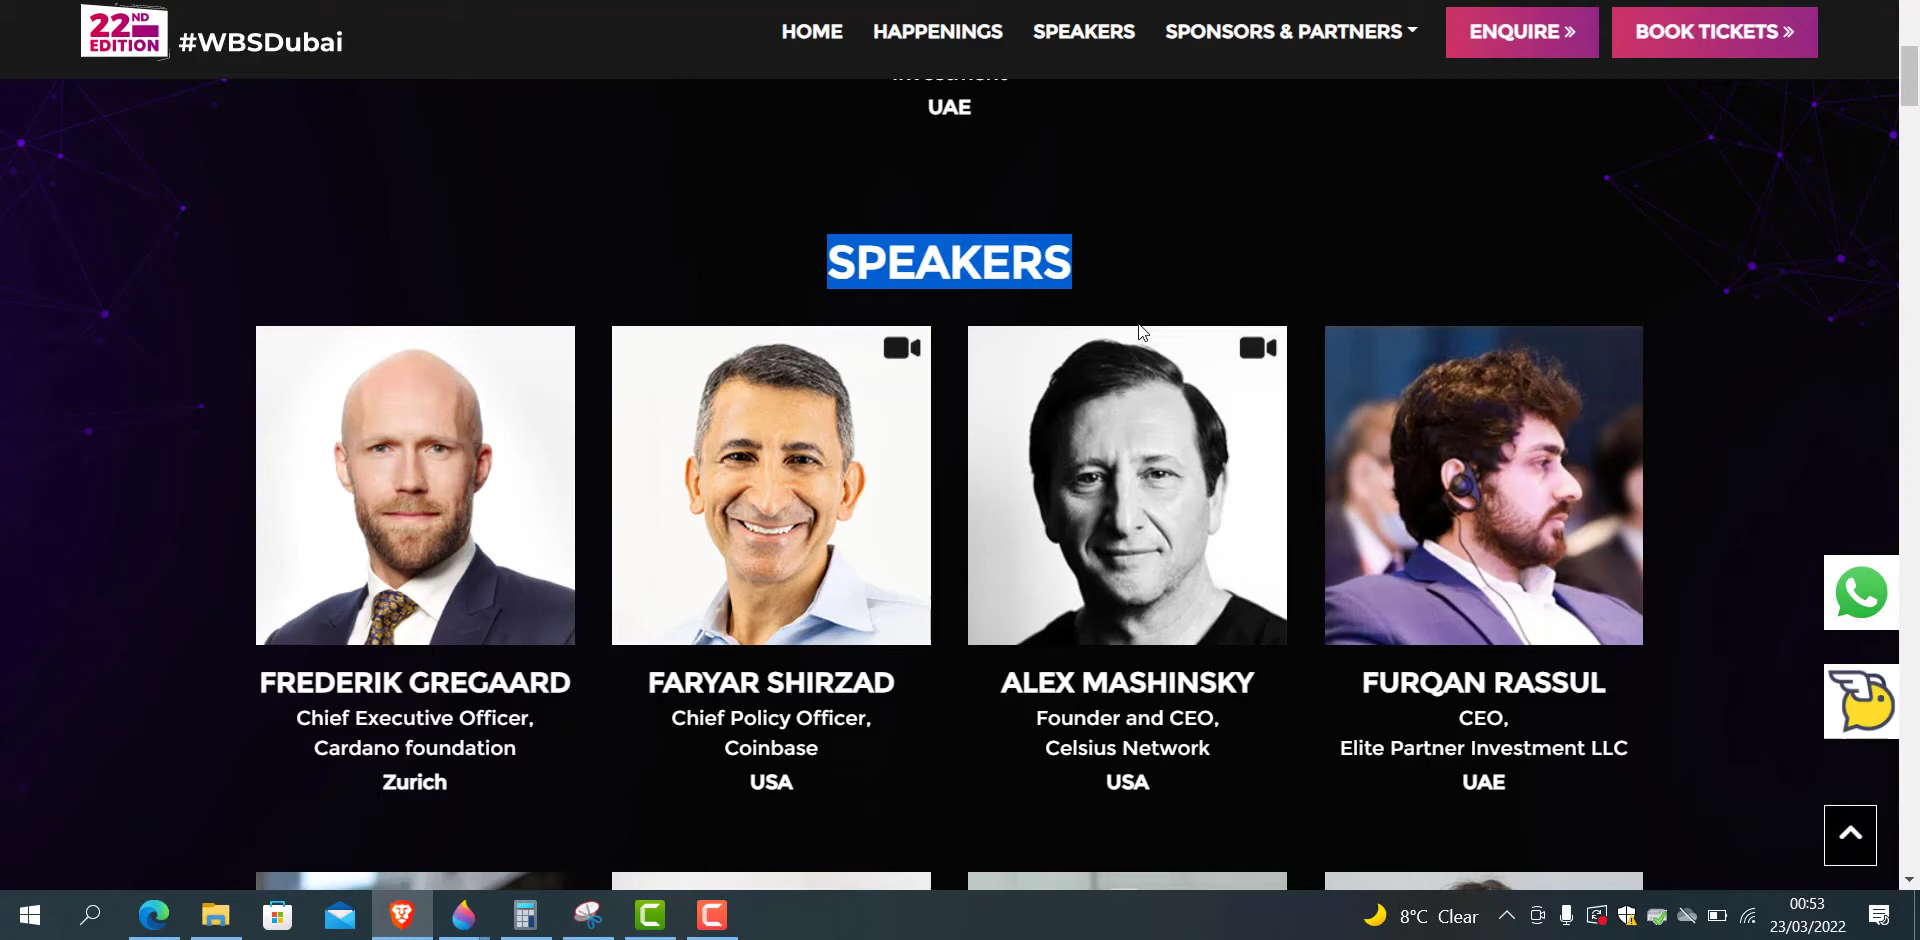 22ND
EDITION
#WBSDubai
HOME
HAPPENINGS
SPEAKERS
SPONSORS & PARTNERS
ENQUIRE »
BOOK TICKETS »
UAE
SPEAKERS
FREDERIK GREGAARD
Chief Executive Officer,
Cardano foundation
Zurich
FARYAR SHIRZAD
Chief Policy Officer,
Coinbase
USA
ALEX MASHINSKY
Founder and CEO,
Celsius Network
USA
FURQAN RASSUL
CEO,
Elite Partner Investment LLC
UAE
8°C Clear
00:53
23/03/2022